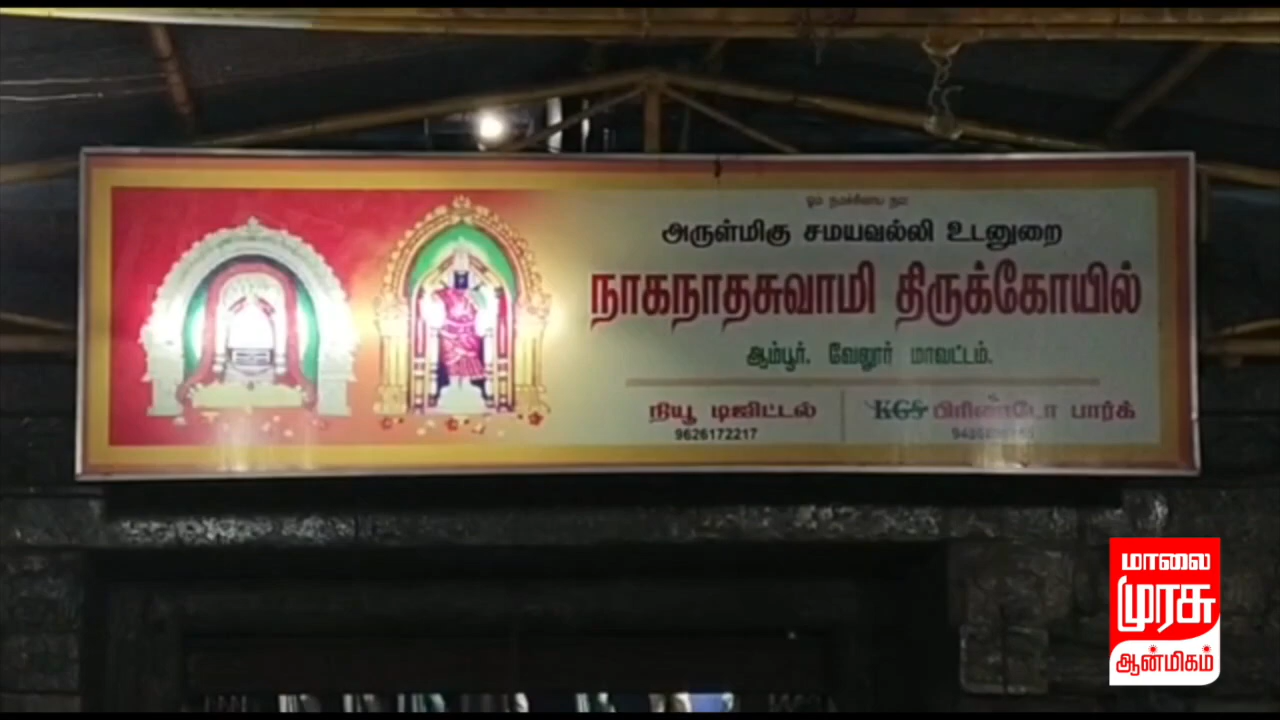 ஓம் நமச்சிவாய நம
அருள்மிகு சமயவல்லி உடனுறை
நாகநாதசுவாமி திருக்கோயில்
ஆம்பூர். வேலூர் மாவட்டம்.
நியூ டிஜிட்டல்
9626172217
KGS பிரினாடோ பார்க்
மாலை
முரசு
ஆன்மிகம்